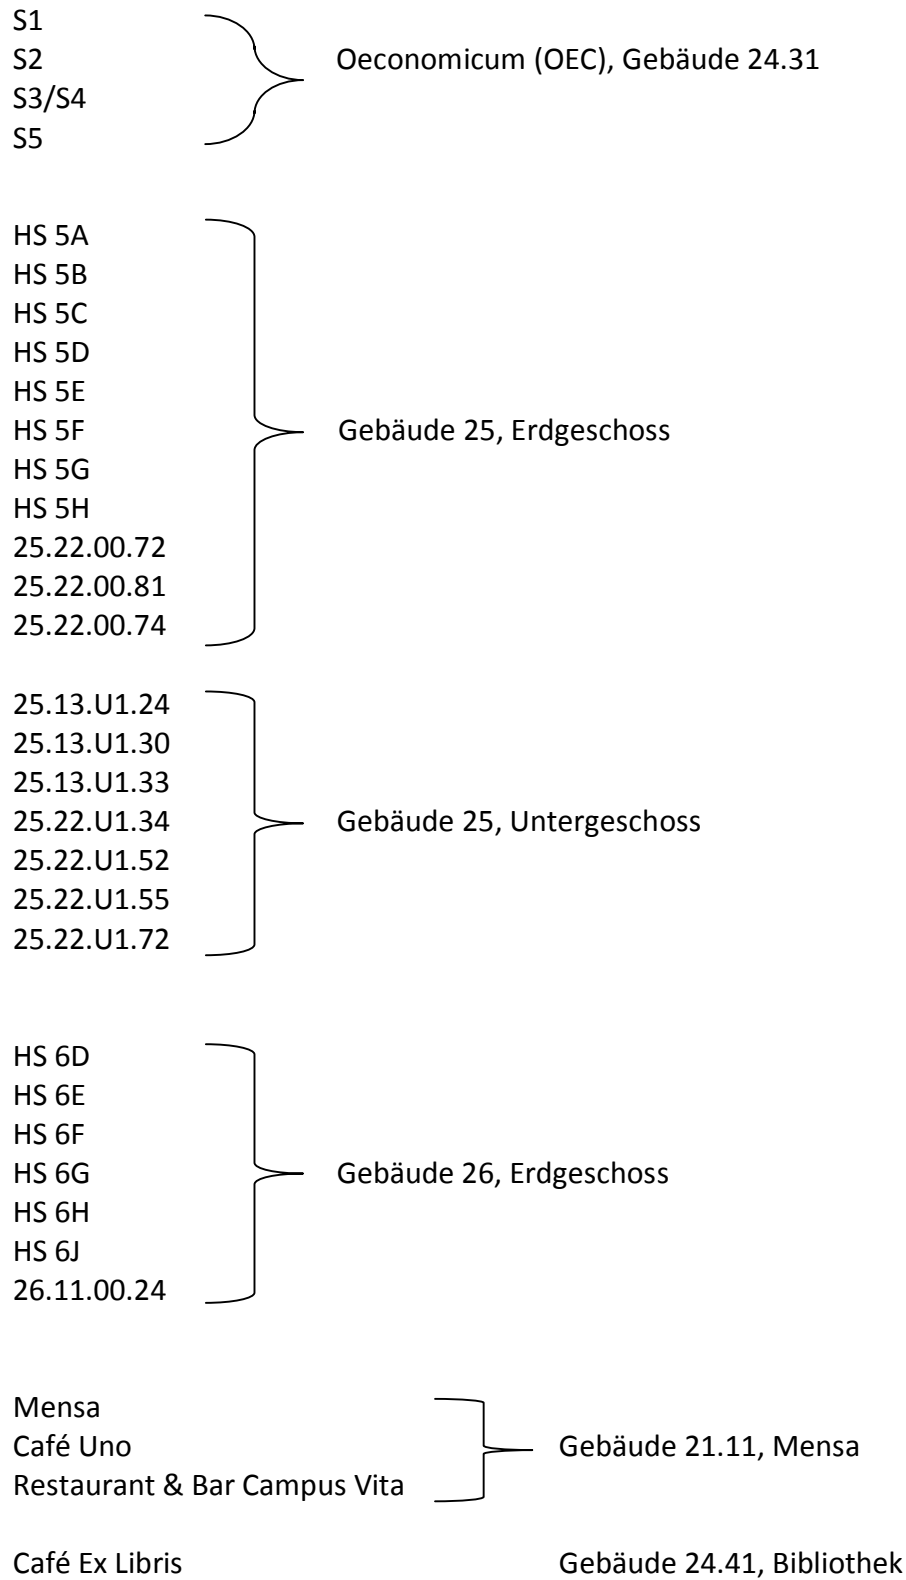 S1
S2
Oeconomicum (OEC), Gebäude 24.31
S3/S4
S5
HS 5A
HS 5B
HS 5C
HS 5D
HS 5E
HS 5F
Gebäude 25, Erdgeschoss
HS 5G
HS 5H
25.22.00.72
25.22.00.81
25.22.00.74
25.13.U1.24
25.13.U1.30
25.13.U1.33
25.22.U1.34
Gebäude 25, Untergeschoss
25.22.U1.52
25.22.U1.55
25.22.U1.72
HS 6D
HS 6E
HS 6F
HS 6G
Gebäude 26, Erdgeschoss
HS 6H
HS 6J
26.11.00.24
Mensa
Café Uno
Gebäude 21.11, Mensa
Restaurant & Bar Campus Vita
Café Ex Libris
Gebäude 24.41, Bibliothek